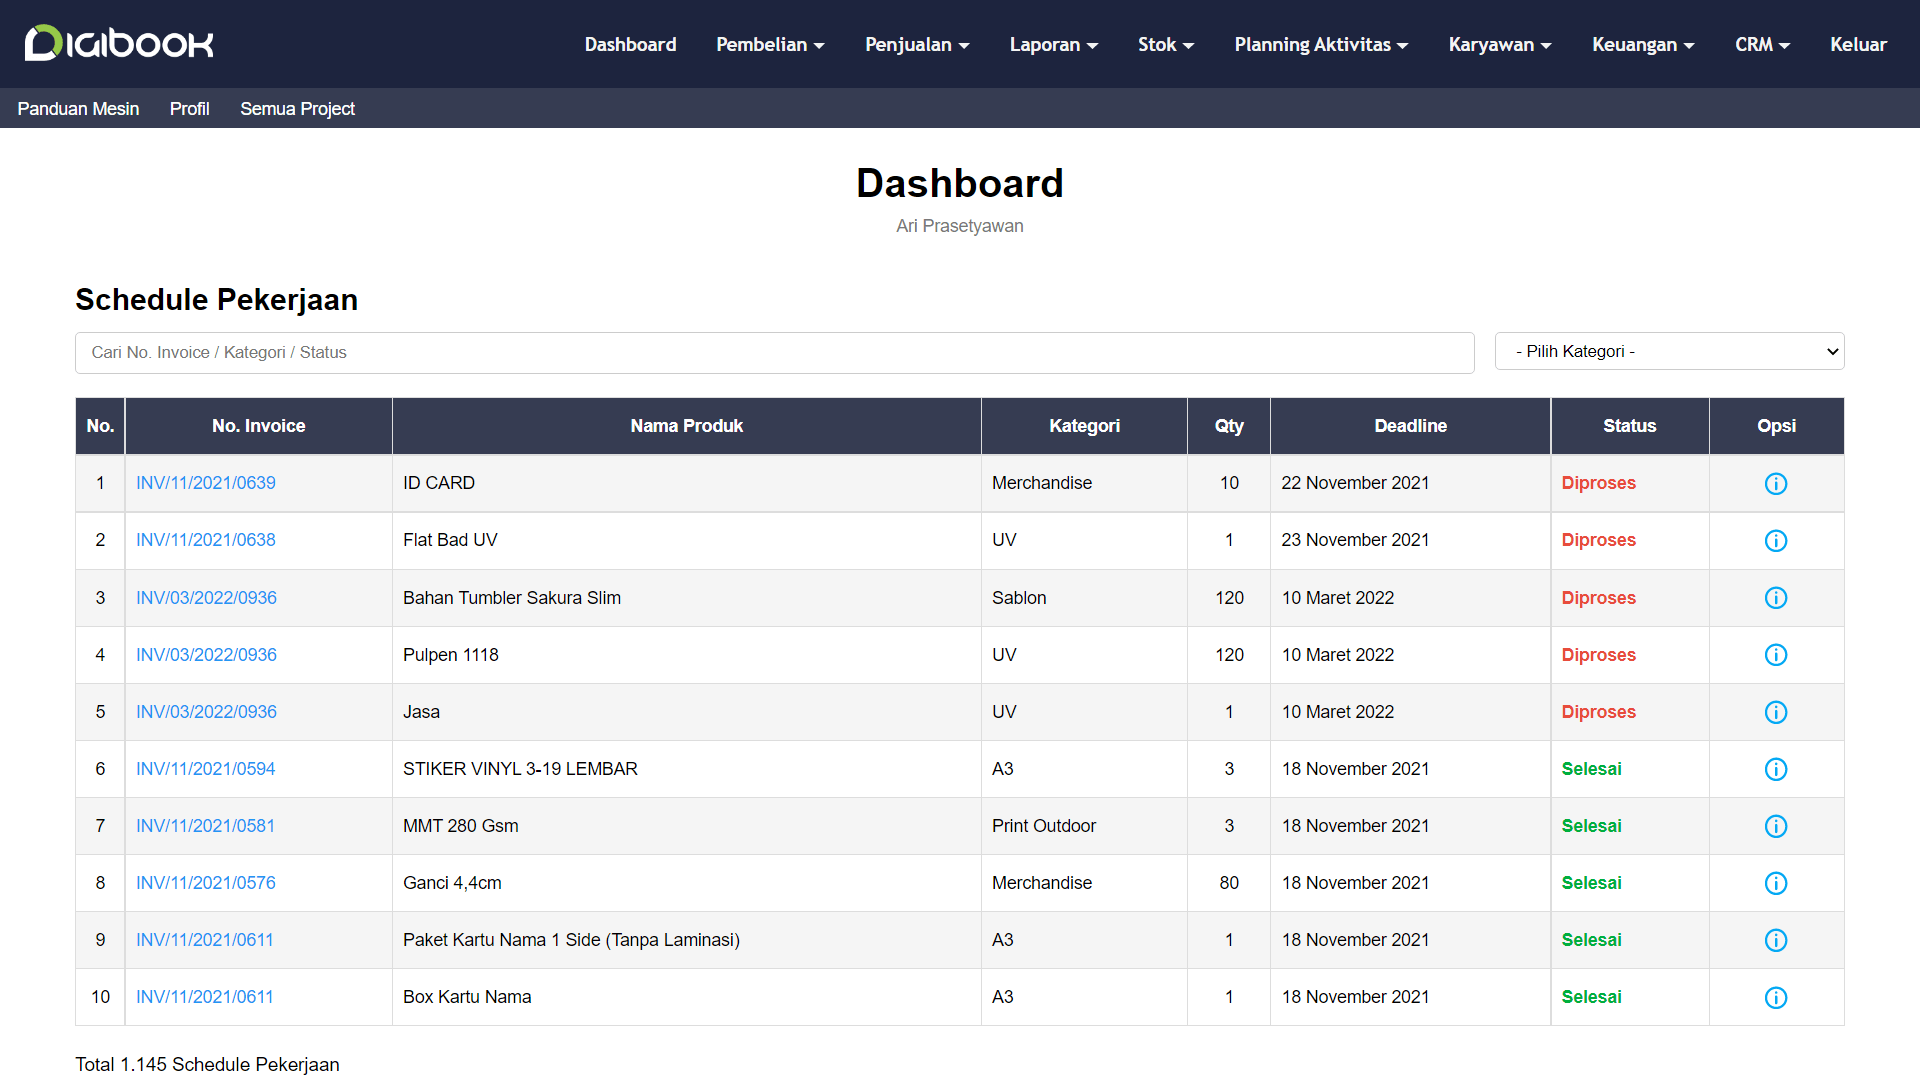 Digibook
Dashboard Pembelian Penjualan Laporan Stok Planning Aktivitas Karyawan Keuangan CRM Keluar
Panduan Mesin Profil Semua Project
Dashboard
Ari Prasetyawan
Schedule Pekerjaan
Cari No. Invoice / Kategori / Status - Pilih Kategori -
No. No. Invoice Nama Produk Kategori Qty Deadline Status Opsi
1 INV/11/2021/0639 ID CARD Merchandise 10 22 November 2021 Diproses
2 INV/11/2021/0638 Flat Bad UV UV 1 23 November 2021 Diproses
3 INV/03/2022/0936 Bahan Tumbler Sakura Slim Sablon 120 10 Maret 2022 Diproses
4 INV/03/2022/0936 Pulpen 1118 UV 120 10 Maret 2022 Diproses
5 INV/03/2022/0936 Jasa UV 1 10 Maret 2022 Diproses
6 INV/11/2021/0594 STIKER VINYL 3-19 LEMBAR A3 3 18 November 2021 Selesai
7 INV/11/2021/0581 MMT 280 Gsm Print Outdoor 3 18 November 2021 Selesai
8 INV/11/2021/0576 Ganci 4,4cm Merchandise 80 18 November 2021 Selesai
9 INV/11/2021/0611 Paket Kartu Nama 1 Side (Tanpa Laminasi) A3 1 18 November 2021 Selesai
10 INV/11/2021/0611 Box Kartu Nama A3 1 18 November 2021 Selesai
Total 1.145 Schedule Pekerjaan